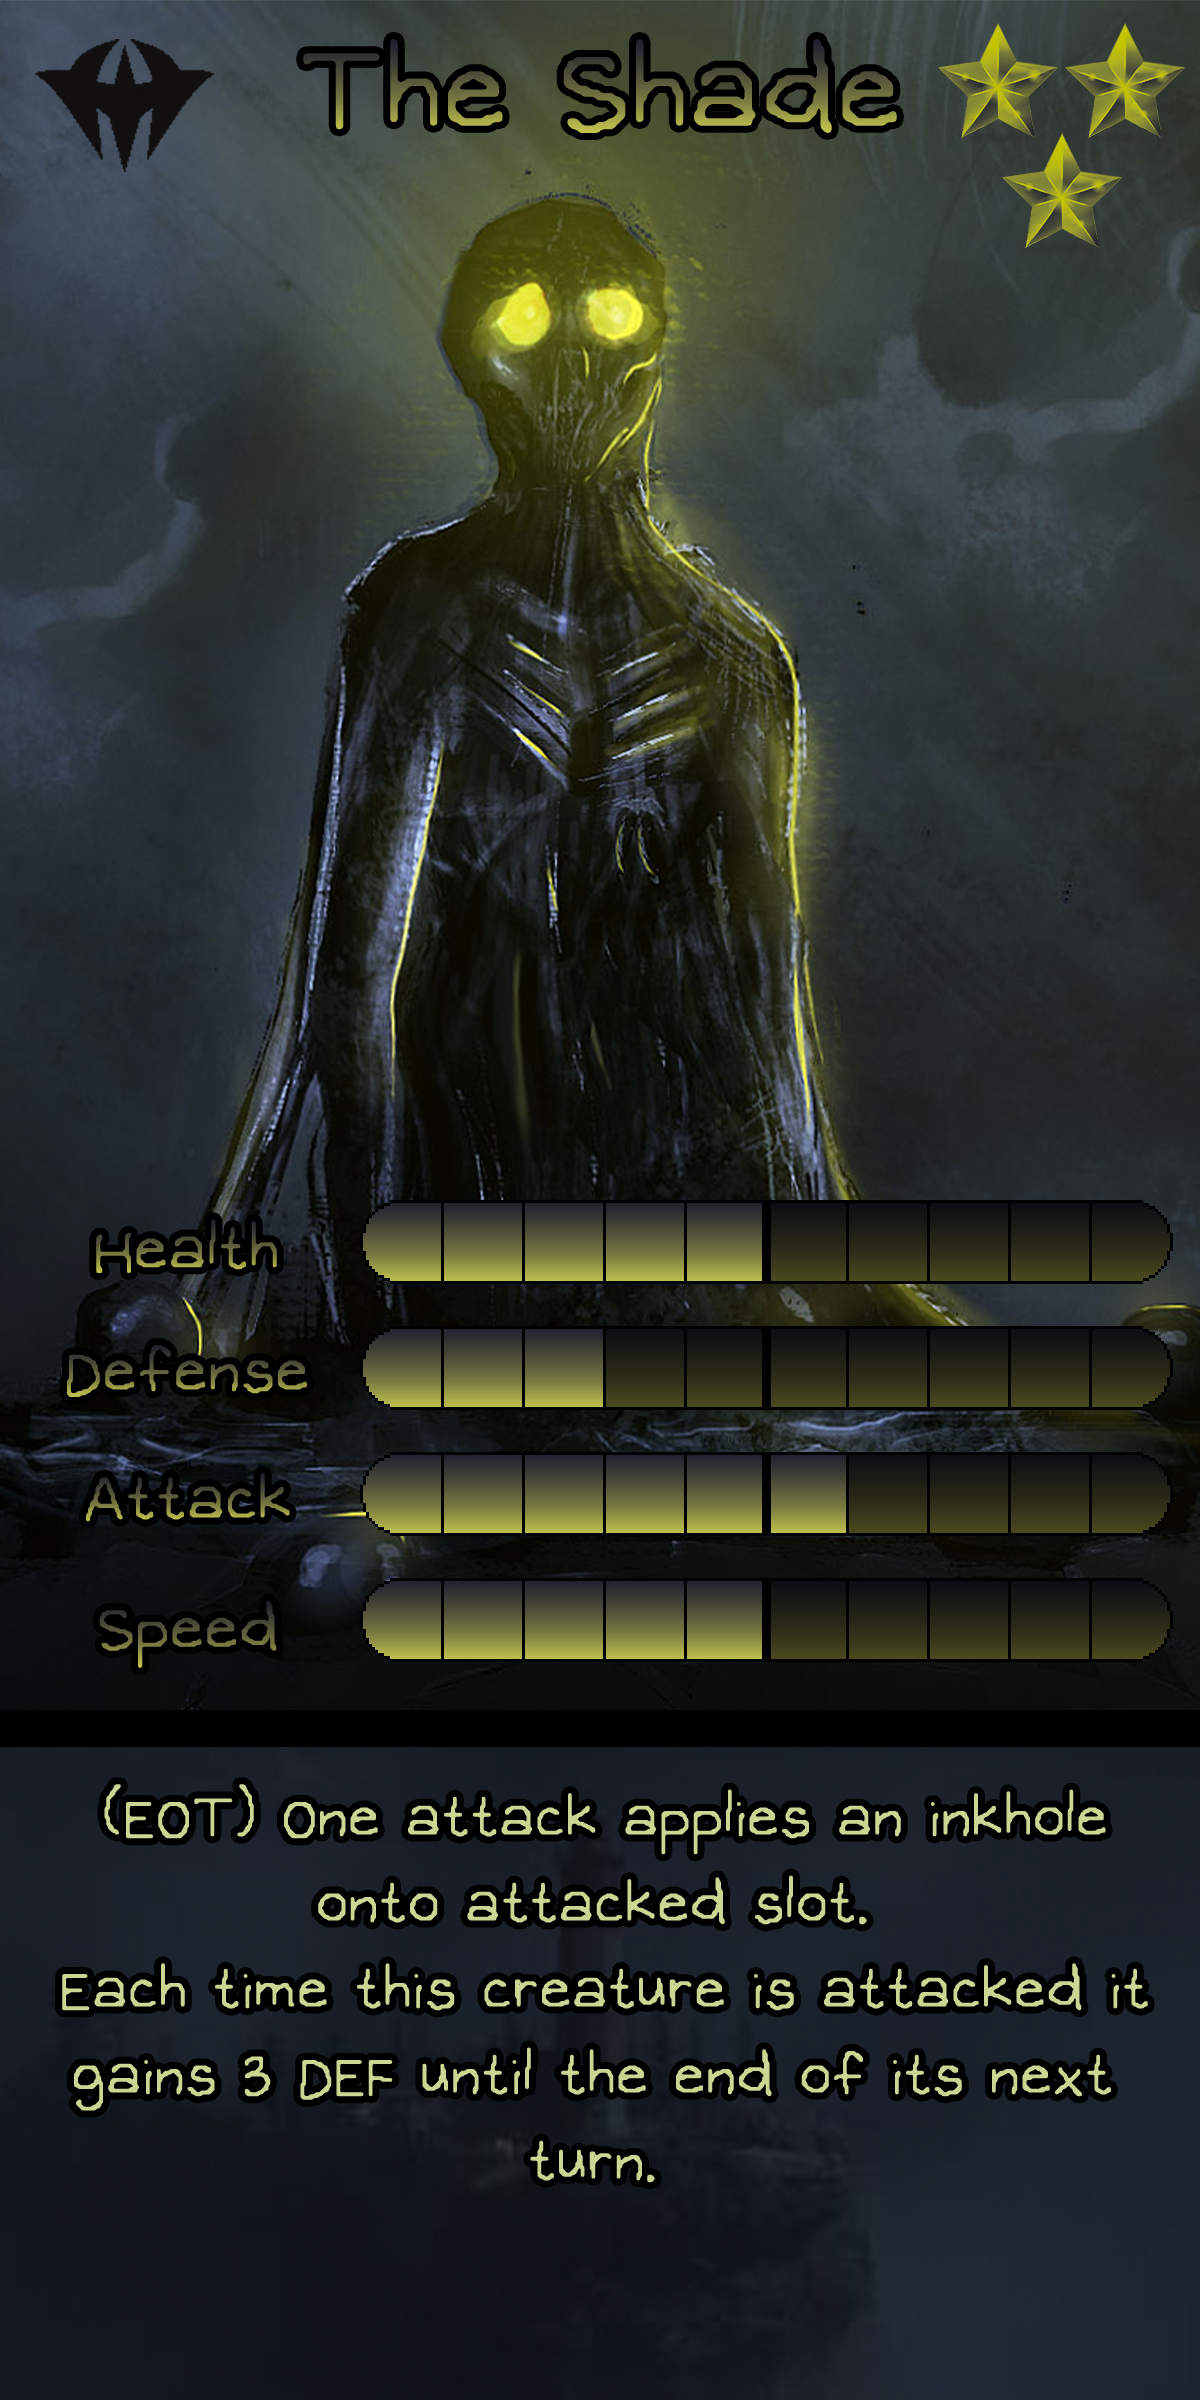 The Shade
Health
Defense
Attack
Speed
(EOT) One attack applies an inkhole
onto attacked slot.
Each time this creature is attacked it
gains 3 DEF until the end of its next
turn.